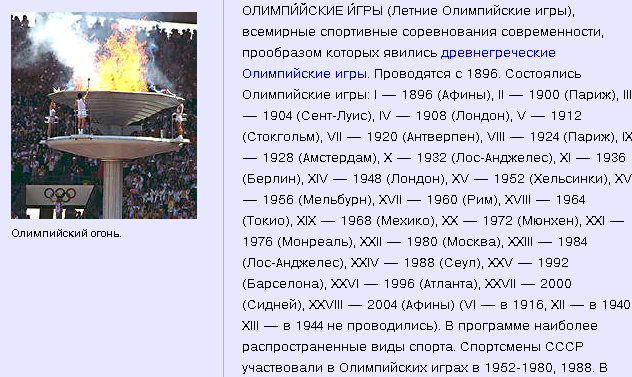 Олимпийский огонь.
ОЛИМПИ́ЙСКИЕ И́ГРЫ (Летние Олимпийские игры),
всемирные спортивные соревнования современности,
прообразом которых явились древнегреческие
Олимпийские игры. Проводятся с 1896. Состоялись
Олимпийские игры: I — 1896 (Афины), II — 1900 (Париж), III
— 1904 (Сент-Луис), IV — 1908 (Лондон), V — 1912
(Стокгольм), VII — 1920 (Антверпен), VIII — 1924 (Париж), IX
— 1928 (Амстердам), X — 1932 (Лос-Анджелес), XI — 1936
(Берлин), XIV — 1948 (Лондон), XV — 1952 (Хельсинки), XV
— 1956 (Мельбурн), XVII — 1960 (Рим), XVIII — 1964
(Токио), XIX — 1968 (Мехико), XX — 1972 (Мюнхен), XXI —
1976 (Монреаль), XXII — 1980 (Москва), XXIII — 1984
(Лос-Анджелес), XXIV — 1988 (Сеул), XXV — 1992
(Барселона), XXVI — 1996 (Атланта), XXVII — 2000
(Сидней), XXVIII — 2004 (Афины) (VI — в 1916, XII — в 1940
XIII — в 1944 не проводились). В программе наиболее
распространенные виды спорта. Спортсмены СССР
участвовали в Олимпийских играх в 1952-1980, 1988. В